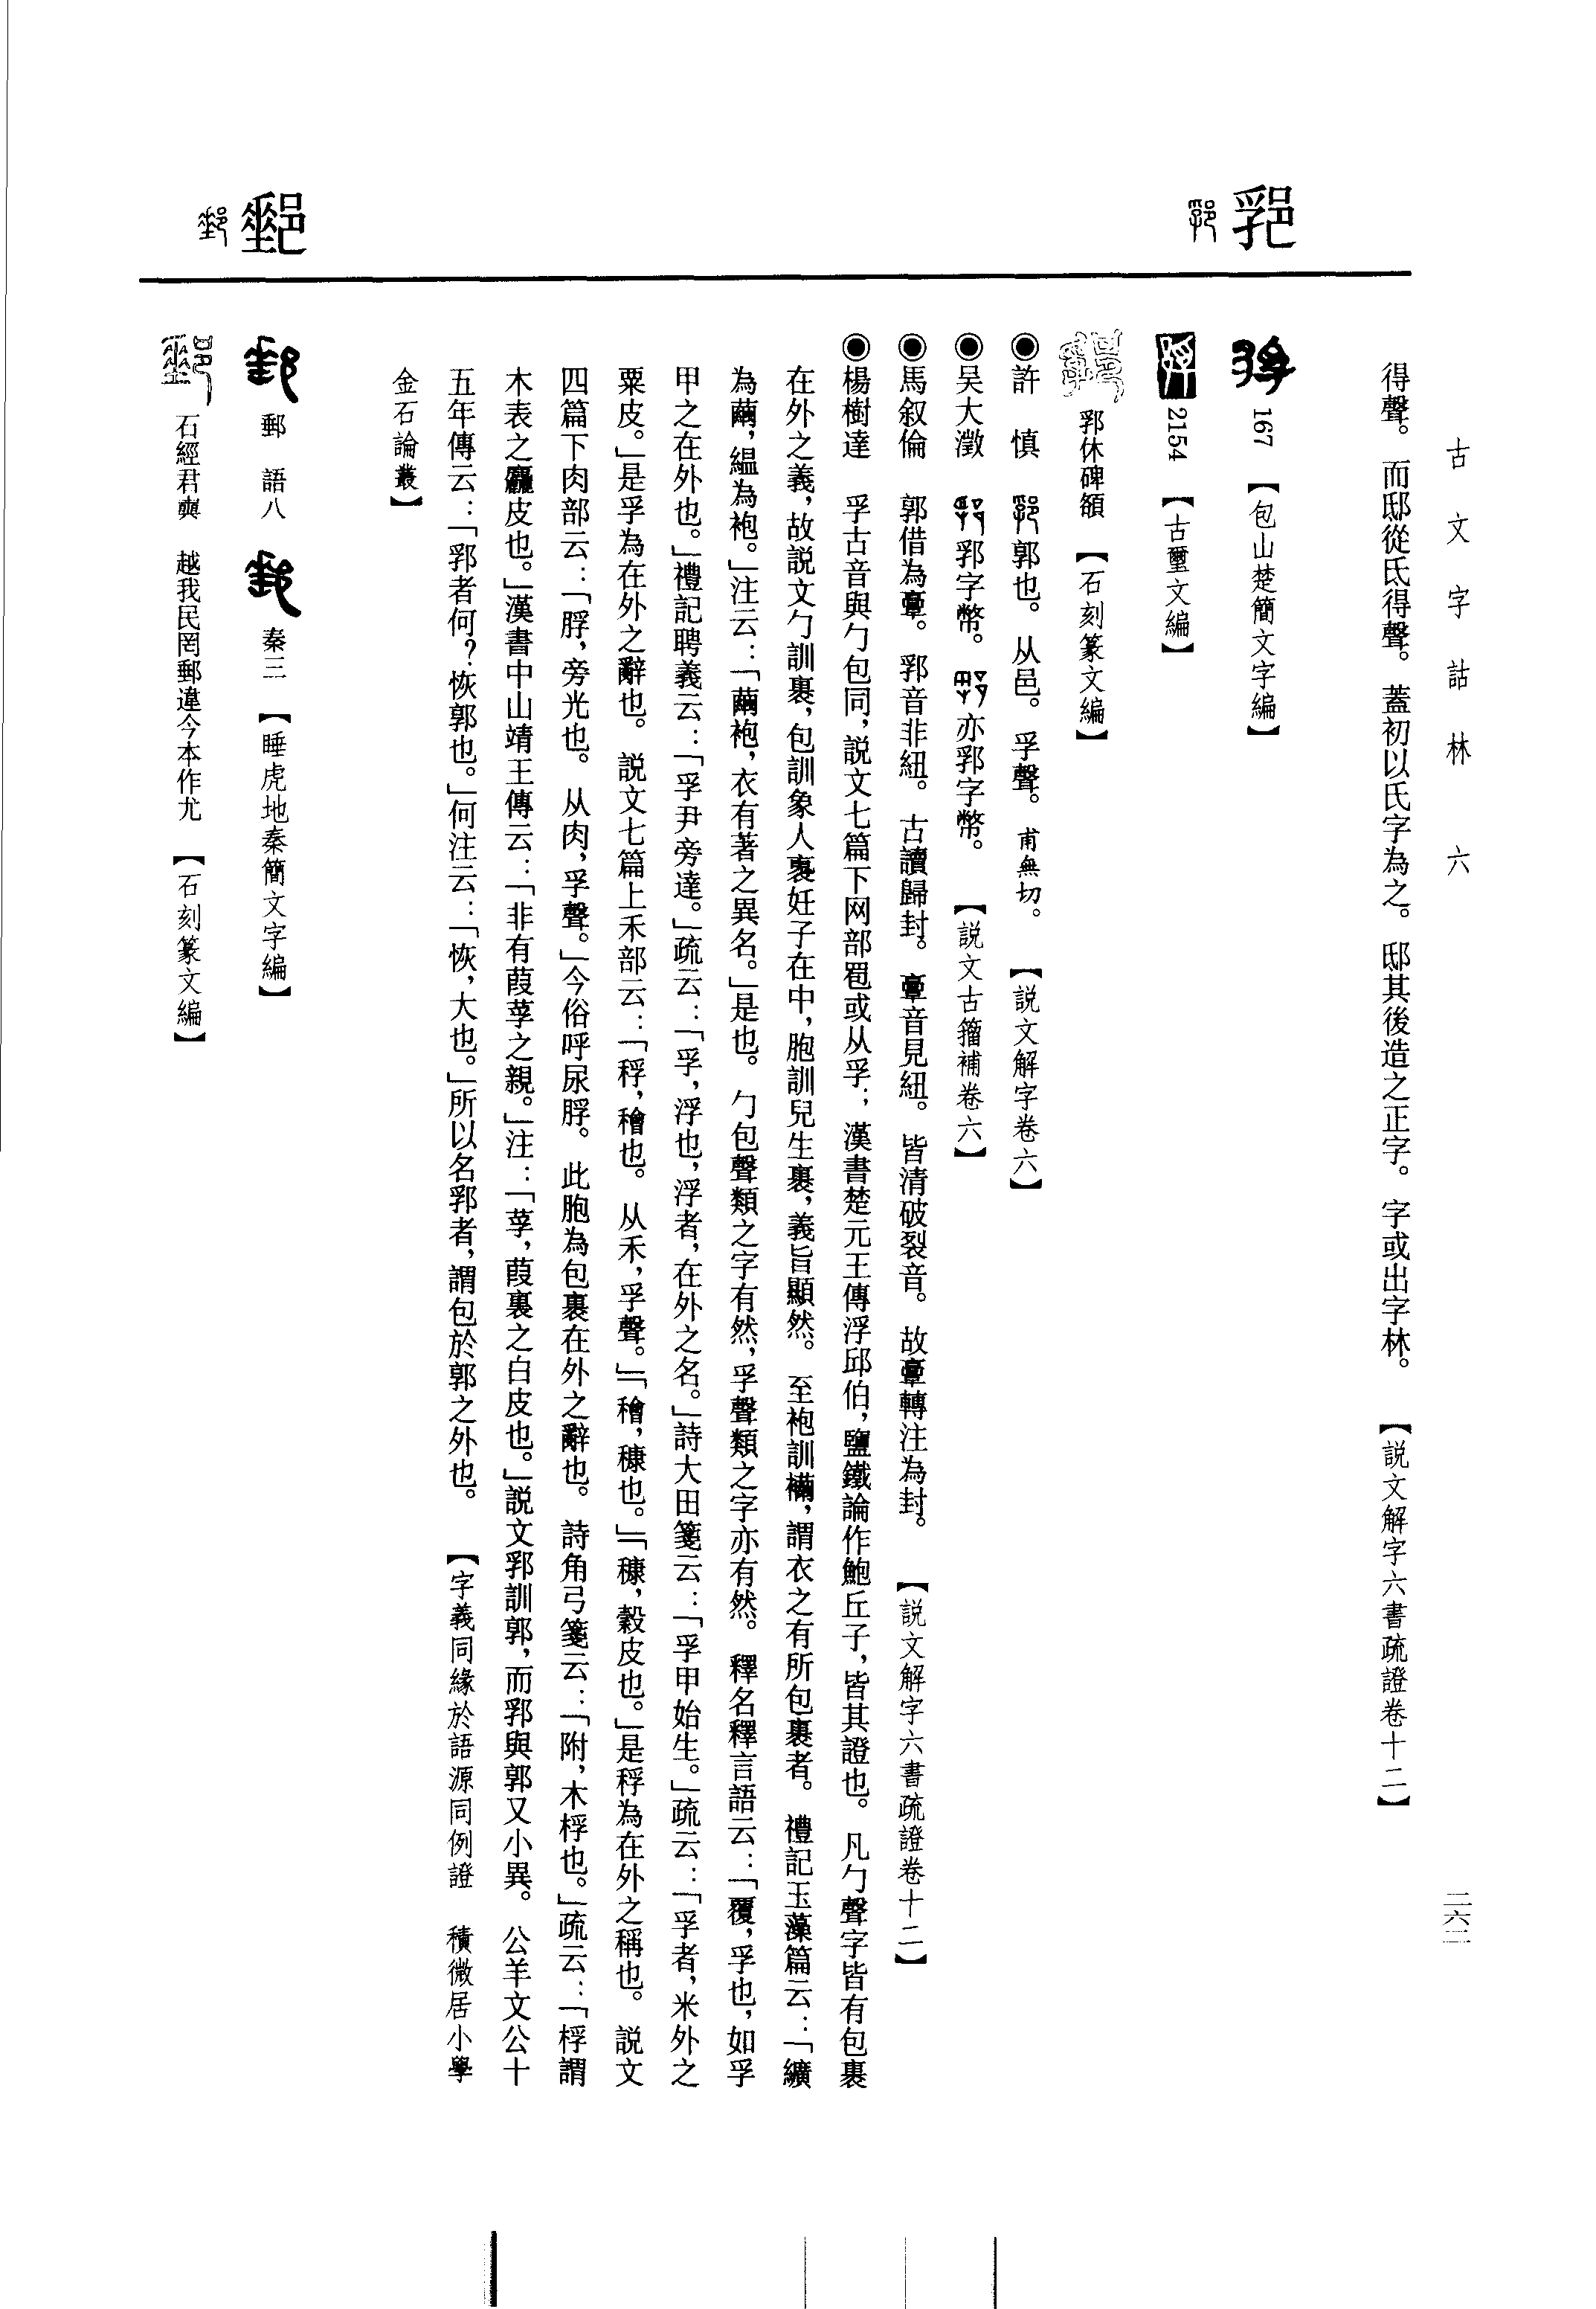 古文字詁林 六
二六二
郛
郵
得聲。而邸從氐得聲。蓋初以氏字為之。邸其後造之正字。字或出字林。【説文解字六書疏證卷十二】
167【包山楚簡文字編】
2154【古璽文編】
郛休碑額【石刻篆文編】
◉許 慎 郭也。从邑。孚聲。甫無切。【説文解字卷六】
◉吴大澂 郛字幣。亦郛字幣。【説文古籀補卷六】
◉馬叙倫 郭借為𩫏。郛音非紐。古讀歸封。𩫏音見紐。皆清破裂音。故𩫏轉注為封。【説文解字六書疏證卷十二】
◉楊樹達 孚古音與勹包同，説文七篇下网部罞或从孚；漢書楚元王傳浮邱伯，鹽鐵論作鮑丘子，皆其證也。凡勹聲字皆有包裹
在外之義，故説文勹訓裹，包訓象人裹妊子在中，胞訓兒生裹，義旨顯然。至袍訓襺，謂衣之有所包裹者。禮記玉藻篇云：「纊
為繭，緼為袍。」注云：「繭袍，衣有著之異名。」是也。勹包聲類之字有然，孚聲類之字亦有然。釋名釋言語云：「覆，孚也，如孚
甲之在外也。」禮記聘義云：「孚尹旁達。」疏云：「孚，浮也，浮者，在外之名。」詩大田箋云：「孚甲始生。」疏云：「孚者，米外之
粟皮。」是孚為在外之辭也。説文七篇上禾部云：「稃，穭也。从禾，孚聲。」「穭，穅也。」「穅，穀皮也。」是稃為在外之稱也。説文
四篇下肉部云：「脬，旁光也。从肉，孚聲。」今俗呼尿脬。此胞為包裹在外之辭也。詩角弓箋云：「附，木桴也。」疏云：「桴謂
木表之麤皮也。」漢書中山靖王傳云：「非有葭莩之親。」注：「莩，葭裏之白皮也。」説文郛訓郭，而郛與郭又小異。公羊文公十
五年傳云：「郛者何？恢郭也。」何注云：「恢，大也。」所以名郛者，謂包於郭之外也。【字義同緣於語源同例證 積微居小學
金石論叢】
郵 語八 秦三【睡虎地秦簡文字編】
石經君奭 越我民罔郵違今本作尤【石刻篆文編】